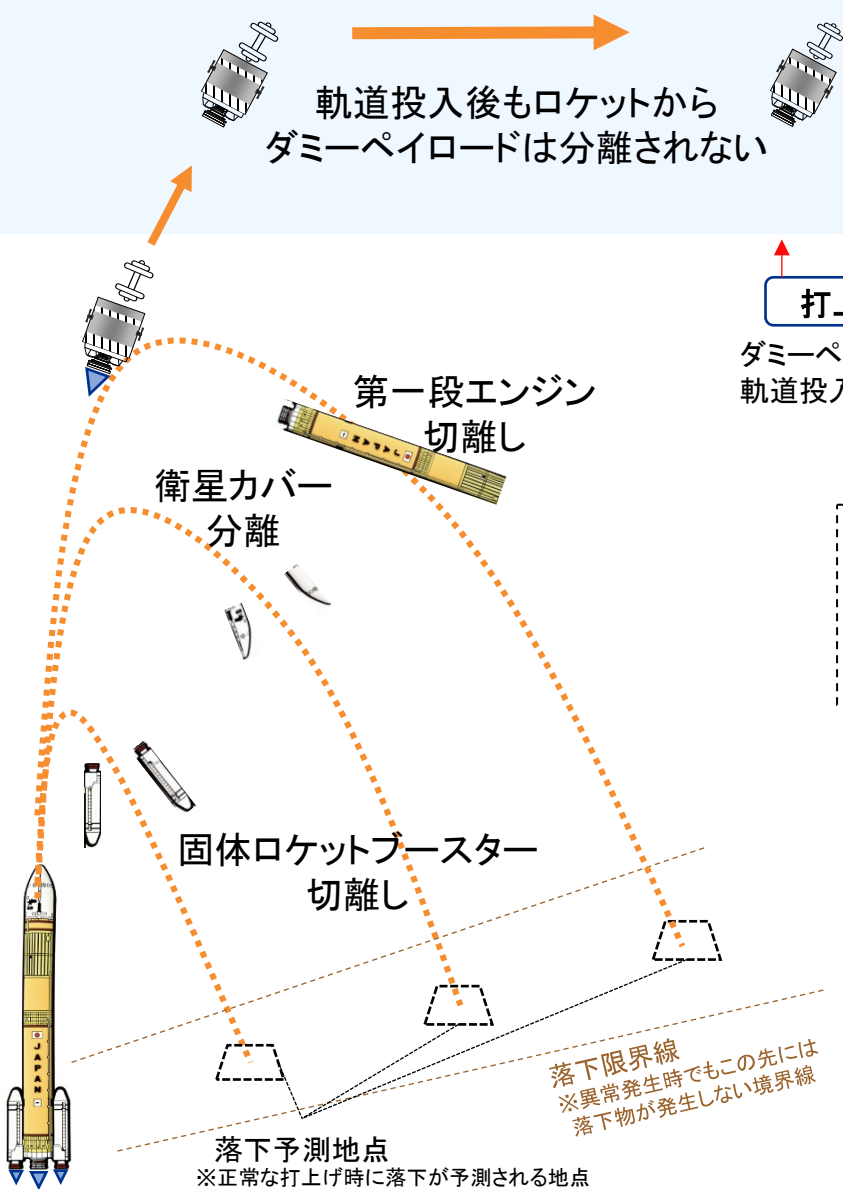 軌道投入後もロケットから
ダミーペイロードは分離されない
打上
ダミーペ
軌道投入
第一段エンジン
切離し
JAPAN
衛星カバー
分離
固体ロケットブースター
切離し
JAPAN
落下限界線
※異常発生時でもこの先には
落下物が発生しない境界線
落下予測地点
※正常な打上げ時に落下が予測される地点